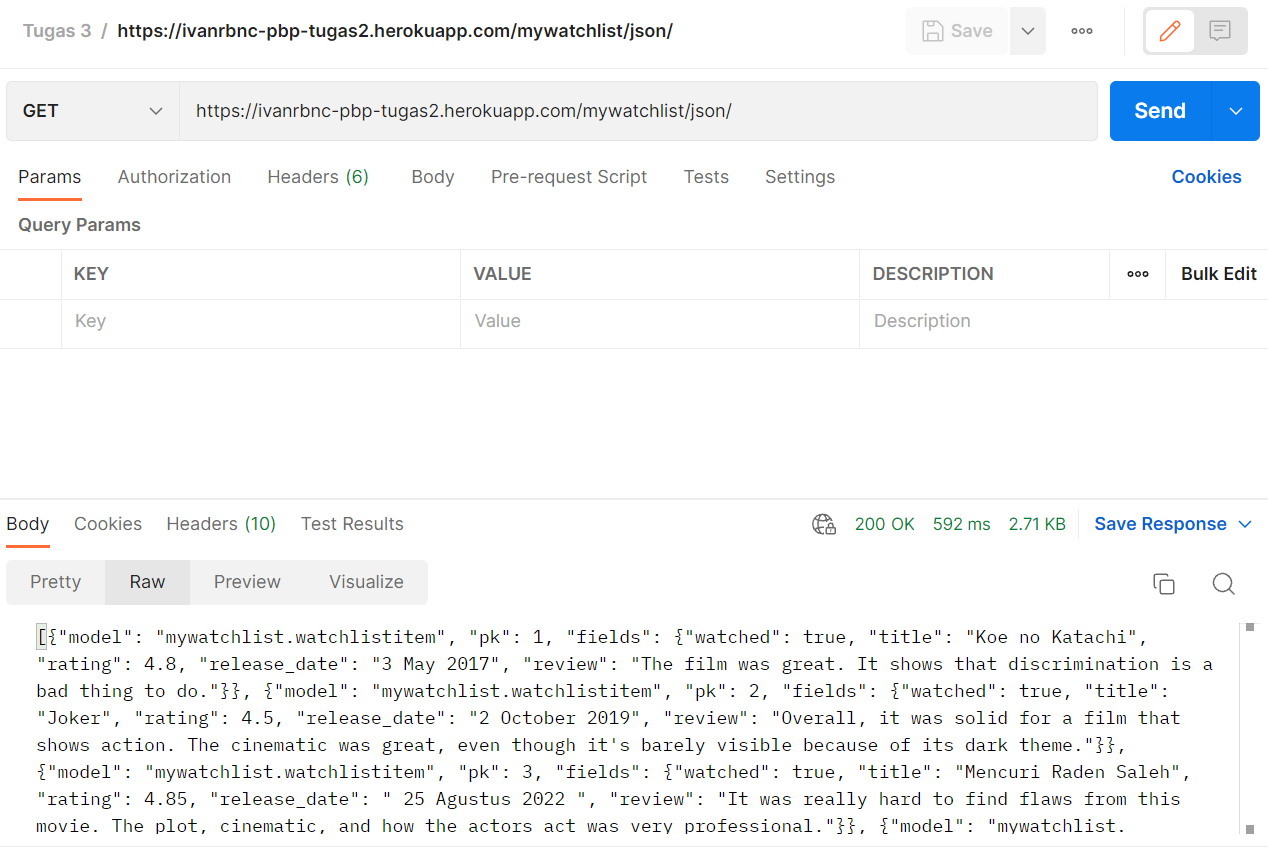 Tugas 3 / https://ivanrbnc-pbp-tugas2.herokuapp.com/mywatchlist/json/ Save
GET https://ivanrbnc-pbp-tugas2.herokuapp.com/mywatchlist/json/ Send
Params Authorization Headers (6) Body Pre-request Script Tests Settings Cookies
Query Params
KEY VALUE DESCRIPTION Bulk Edit
Key Value Description
Body Cookies Headers (10) Test Results 200 OK 592 ms 2.71 KB Save Response
Pretty Raw Preview Visualize
[{"model": "mywatchlist.watchlistitem", "pk": 1, "fields": {"watched": true, "title": "Koe no Katachi",
"rating": 4.8, "release_date": "3 May 2017", "review": "The film was great. It shows that discrimination is a
bad thing to do."}}, {"model": "mywatchlist.watchlistitem", "pk": 2, "fields": {"watched": true, "title":
"Joker", "rating": 4.5, "release_date": "2 October 2019", "review": "Overall, it was solid for a film that
shows action. The cinematic was great, even though it's barely visible because of its dark theme."}},
{"model": "mywatchlist.watchlistitem", "pk": 3, "fields": {"watched": true, "title": "Mencuri Raden Saleh",
"rating": 4.85, "release_date": " 25 Agustus 2022 ", "review": "It was really hard to find flaws from this
movie. The plot, cinematic, and how the actors act was very professional."}}, {"model": "mywatchlist.